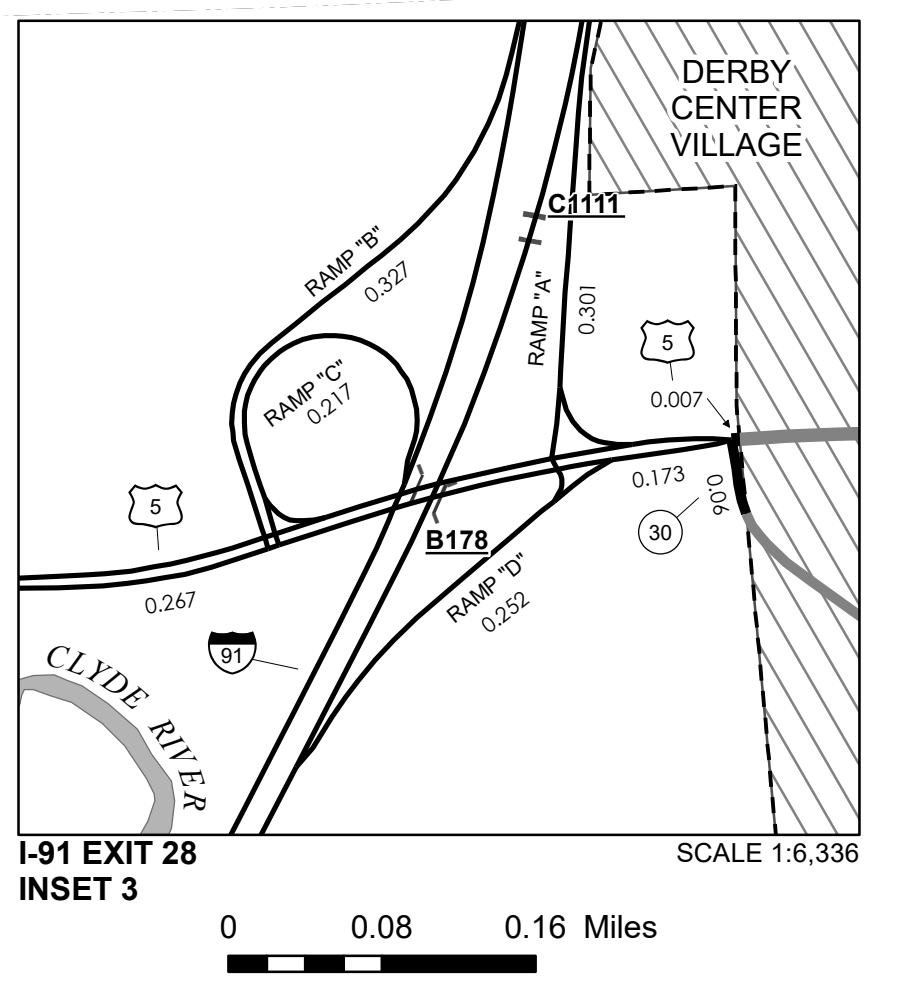 DERBY
CENTER
VILLAGE
C1111
RAMP "B"
0.327
RAMP "A"
0.301
5
0.007
RAMP "C"
0.217
5
0.173
0.06
30
B178
RAMP "D"
0.252
0.267
91
CLYDE RIVER
I-91 EXIT 28
INSET 3
SCALE 1:6,336
0 0.08 0.16 Miles